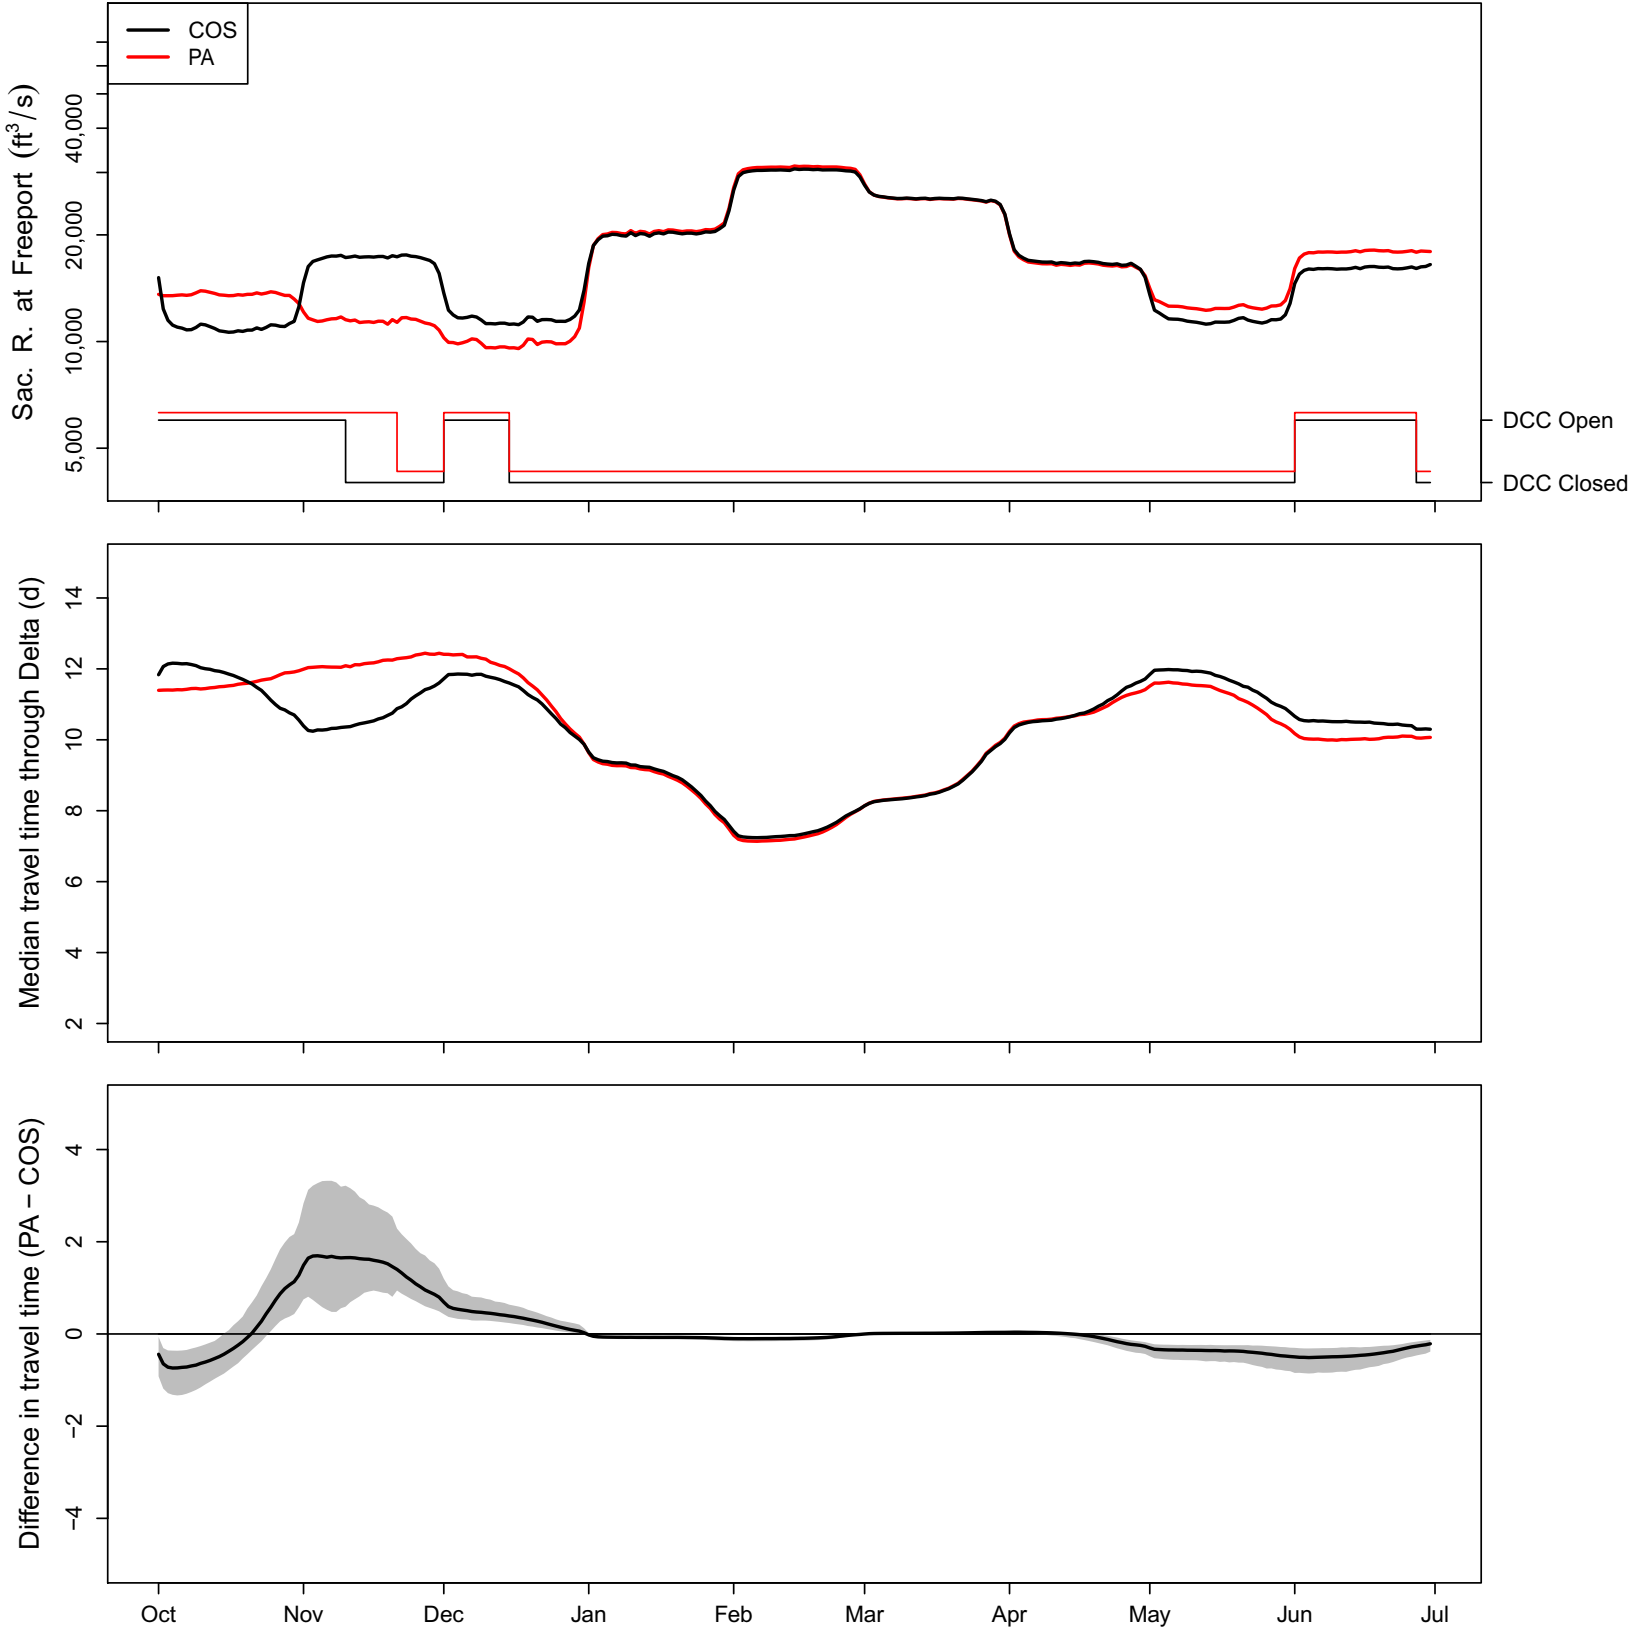 COS
PA
Sac. R. at Freeport (ft³/s)
40,000
20,000
10,000
5,000
DCC Open
DCC Closed
Median travel time through Delta (d)
14
12
10
8
6
4
2
Difference in travel time (PA − COS)
4
2
0
−2
−4
Oct Nov Dec Jan Feb Mar Apr May Jun Jul